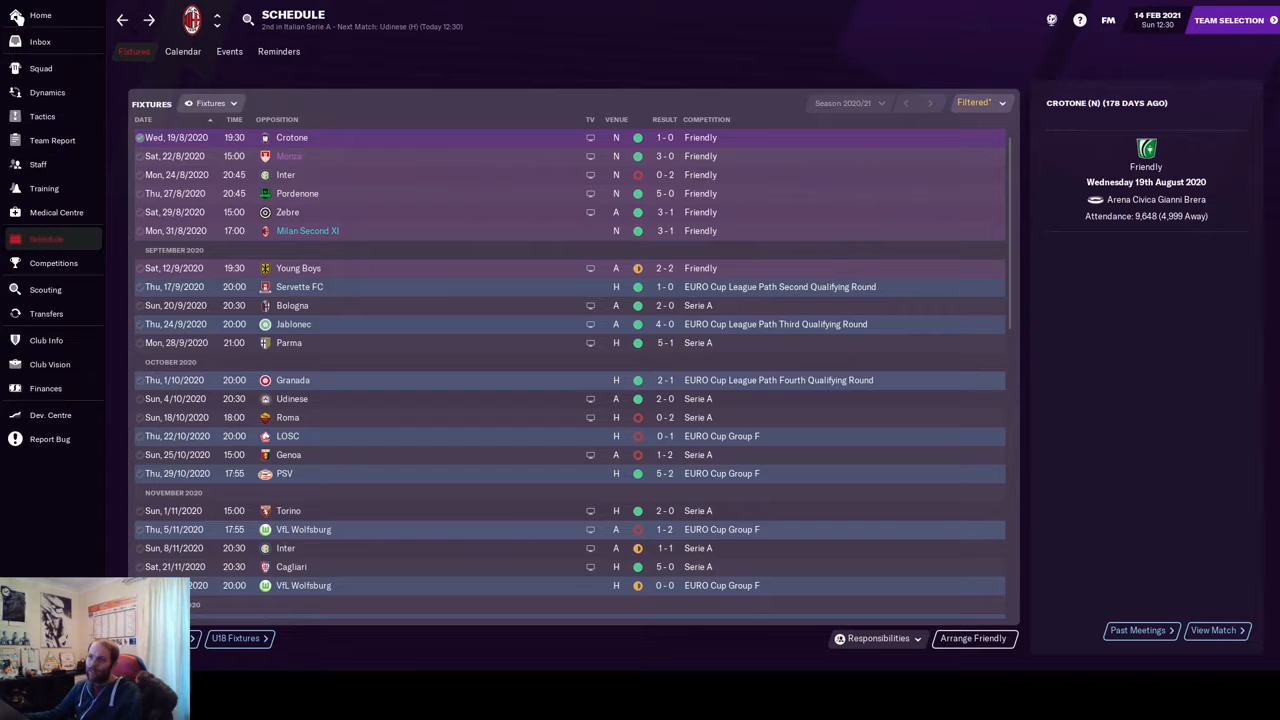 Home
Inbox
Squad
Dynamics
Tactics
Team Report
Staff
Training
Medical Centre
Schedule
Competitions
Scouting
Transfers
Club Info
Club Vision
Finances
Dev. Centre
Report Bug
SCHEDULE
2nd in Italian Serie A - Next Match: Udinese (H) (Today 12:30)
FM
14 FEB 2021
Sun 12:30
TEAM SELECTION
Fixtures Calendar Events Reminders
FIXTURES Fixtures Season 2020/21 Filtered*
DATE TIME OPPOSITION TV VENUE RESULT COMPETITION
Wed, 19/8/2020 19:30 Crotone N 1 - 0 Friendly
Sat, 22/8/2020 15:00 Monza N 3 - 0 Friendly
Mon, 24/8/2020 20:45 Inter N 0 - 2 Friendly
Thu, 27/8/2020 20:45 Pordenone N 5 - 0 Friendly
Sat, 29/8/2020 15:00 Zebre A 3 - 1 Friendly
Mon, 31/8/2020 17:00 Milan Second XI N 3 - 1 Friendly
SEPTEMBER 2020
Sat, 12/9/2020 19:30 Young Boys A 2 - 2 Friendly
Thu, 17/9/2020 20:00 Servette FC H 1 - 0 EURO Cup League Path Second Qualifying Round
Sun, 20/9/2020 20:30 Bologna A 2 - 0 Serie A
Thu, 24/9/2020 20:00 Jablonec A 4 - 0 EURO Cup League Path Third Qualifying Round
Mon, 28/9/2020 21:00 Parma H 5 - 1 Serie A
OCTOBER 2020
Thu, 1/10/2020 20:00 Granada H 2 - 1 EURO Cup League Path Fourth Qualifying Round
Sun, 4/10/2020 20:30 Udinese A 2 - 0 Serie A
Sun, 18/10/2020 18:00 Roma H 0 - 2 Serie A
Thu, 22/10/2020 20:00 LOSC H 0 - 1 EURO Cup Group F
Sun, 25/10/2020 15:00 Genoa A 1 - 2 Serie A
Thu, 29/10/2020 17:55 PSV H 5 - 2 EURO Cup Group F
NOVEMBER 2020
Sun, 1/11/2020 15:00 Torino H 2 - 0 Serie A
Thu, 5/11/2020 17:55 VfL Wolfsburg A 1 - 2 EURO Cup Group F
Sun, 8/11/2020 20:30 Inter A 1 - 1 Serie A
Sat, 21/11/2020 20:30 Cagliari H 5 - 0 Serie A
20:00 VfL Wolfsburg H 0 - 0 EURO Cup Group F
U18 Fixtures
Responsibilities
Arrange Friendly
CROTONE (N) (178 DAYS AGO)
Friendly
Wednesday 19th August 2020
Arena Civica Gianni Brera
Attendance: 9,648 (4,999 Away)
Past Meetings
View Match